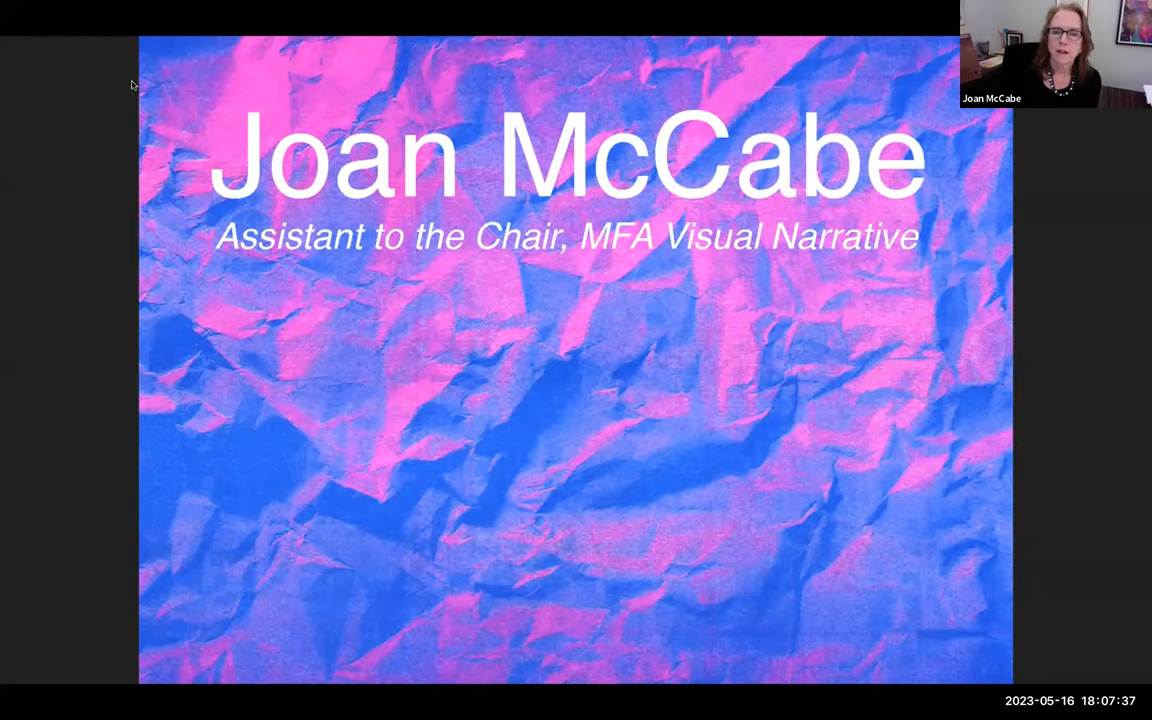 Joan McCabe
Joan McCabe
Assistant to the Chair, MFA Visual Narrative
2023-05-16 18:07:37